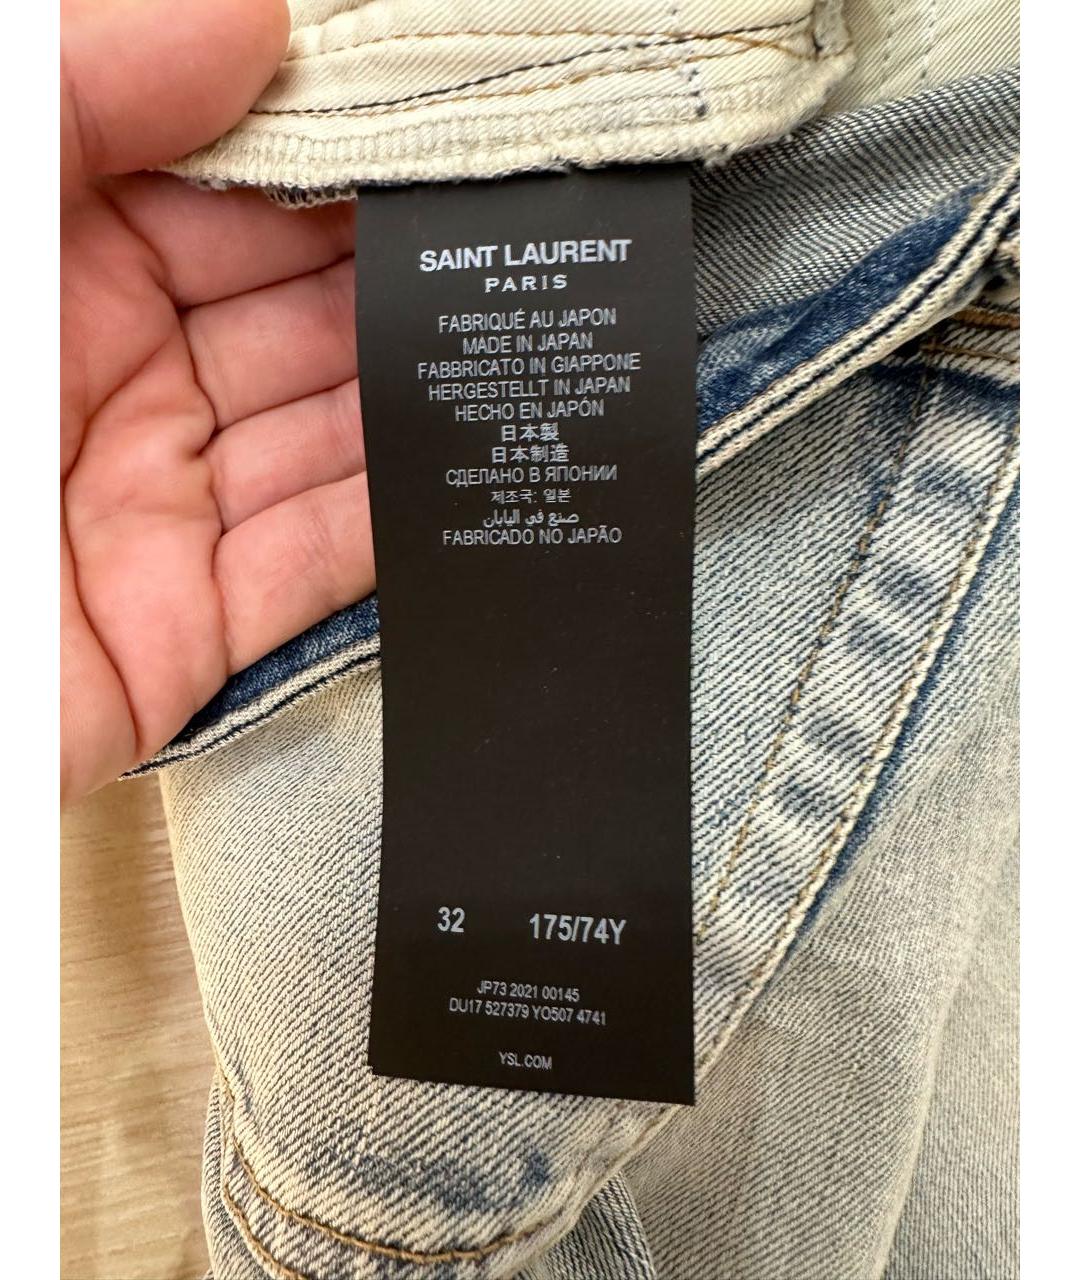 SAINT LAURENT
PARIS
FABRIQUÉ AU JAPON
MADE IN JAPAN
FABBRICATO IN GIAPPONE
HERGESTELLT IN JAPAN
HECHO EN JAPÓN
日本製
日本制造
СДЕЛАНО В ЯПОНИИ
제조국: 일본
صنع في اليابان
FABRICADO NO JAPÃO
32 175/74Y
JP73 2021 00145
DU17 527379 YO507 4741
YSL.COM